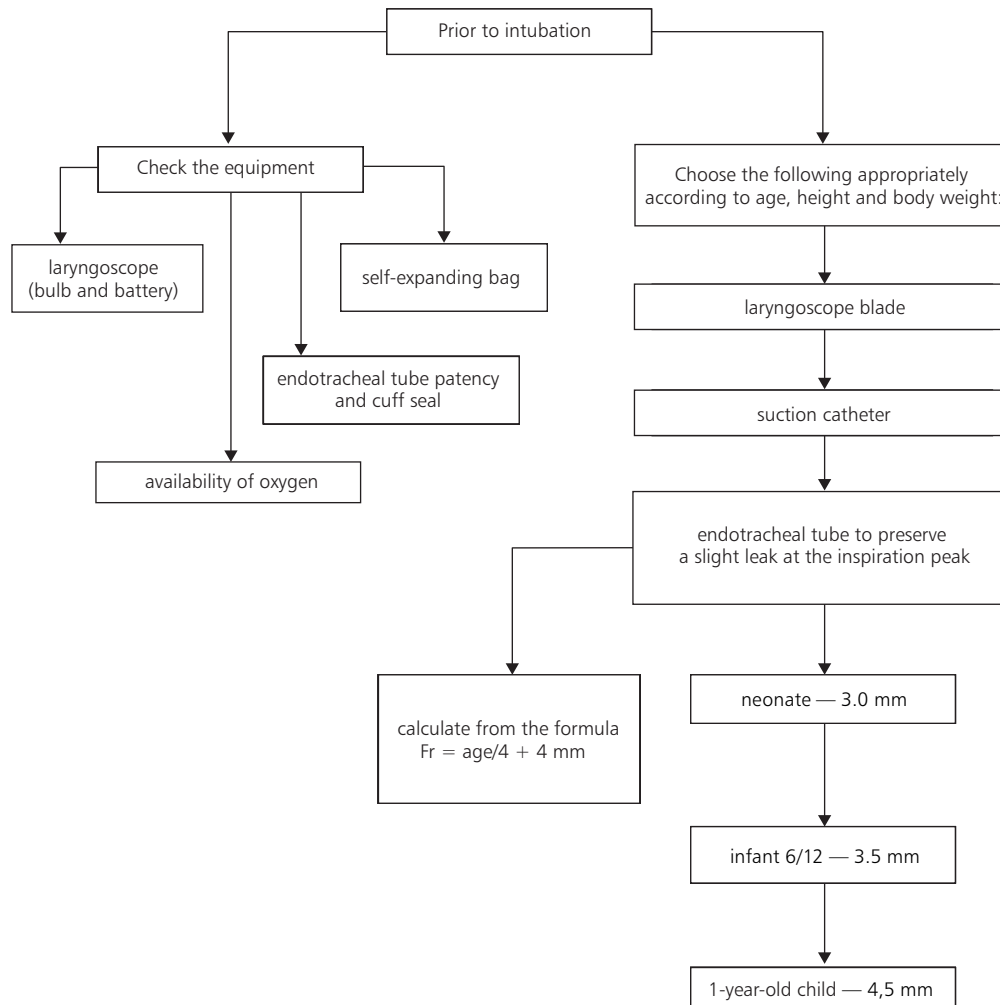 Prior to intubation
Check the equipment
laryngoscope
(bulb and battery)
self-expanding bag
endotracheal tube patency
and cuff seal
availability of oxygen
Choose the following appropriately
according to age, height and body weight:
laryngoscope blade
suction catheter
endotracheal tube to preserve
a slight leak at the inspiration peak
calculate from the formula
Fr = age/4 + 4 mm
neonate — 3.0 mm
infant 6/12 — 3.5 mm
1-year-old child — 4,5 mm